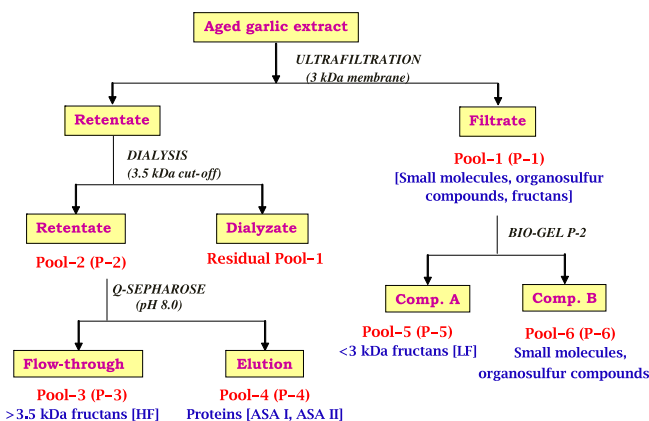 Aged garlic extract
ULTRAFILTRATION
(3 kDa membrane)
Retentate
Filtrate
Pool-1 (P-1)
[Small molecules, organosulfur
compounds, fructans]
DIALYSIS
(3.5 kDa cut-off)
Retentate
Dialyzate
Pool-2 (P-2)
Residual Pool-1
BIO-GEL P-2
Q-SEPHAROSE
(pH 8.0)
Comp. A
Comp. B
Pool-5 (P-5)
<3 kDa fructans [LF]
Pool-6 (P-6)
Small molecules,
organosulfur compounds
Flow-through
Elution
Pool-3 (P-3)
>3.5 kDa fructans [HF]
Pool-4 (P-4)
Proteins [ASA I, ASA II]